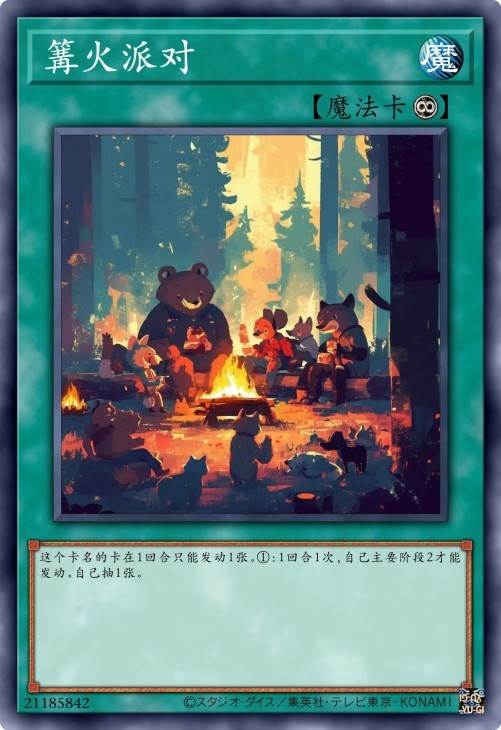 篝火派对
魔
【魔法卡♾】
这个卡名的卡在1回合只能发动1张。①:1回合1次,自己主要阶段2才能
发动。自己抽1张。
21185842
©スタジオ・ダイス／集英社・テレビ東京・KONAMI